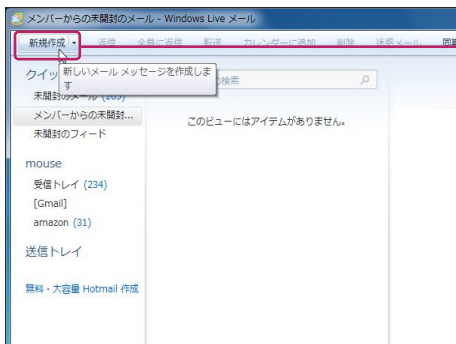 メンバーからの未開封のメール - Windows Live メール
新規作成 返信 全員に返信 転送 カレンダーに追加 削除 迷惑メール 同期
新しいメール メッセージを作成しま
す
クイッ
の検索
未開封のメール (265)
メンバーからの未開封...
このビューにはアイテムがありません。
未開封のフィード
mouse
受信トレイ (234)
[Gmail]
amazon (31)
送信トレイ
無料・大容量 Hotmail 作成